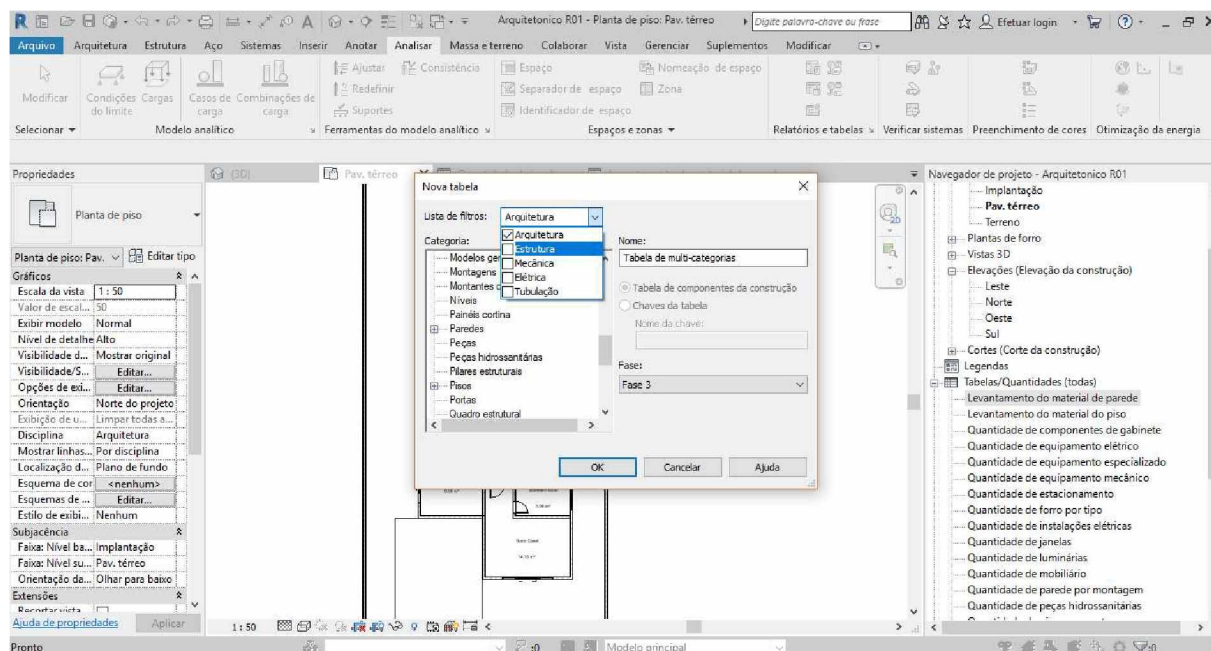 Arquitetonico R01 - Planta de piso: Pav. térreo
Digite palavra-chave ou frase
Efetuar login
Arquivo Arquitetura Estrutura Aço Sistemas Inserir Anotar Analisar Massa e terreno Colaborar Vista Gerenciar Suplementos Modificar
Modificar
Condições do limite
Cargas
Casos de carga
Combinações de carga
Ajustar
Consistência
Redefinir
Suportes
Espaço
Separador de espaço
Identificador de espaço
Nomeação de espaço
Zona
Selecionar
Modelo analítico
Ferramentas do modelo analítico
Espaços e zonas
Relatórios e tabelas
Verificar sistemas
Preenchimento de cores
Otimização da energia
Propriedades
Planta de piso
Planta de piso: Pav.
Editar tipo
Gráficos
Escala da vista 1 : 50
Valor de escal... 50
Exibir modelo Normal
Nível de detalhe Alto
Visibilidade d... Mostrar original
Visibilidade/S... Editar...
Opções de exi... Editar...
Orientação Norte do projeto
Exibição de u... Limpar todas a...
Disciplina Arquitetura
Mostrar linhas... Por disciplina
Localização d... Plano de fundo
Esquema de cor <nenhum>
Esquemas de ... Editar...
Estilo de exibi... Nenhum
Subjacência
Faixa: Nível ba... Implantação
Faixa: Nível su... Pav. térreo
Orientação da... Olhar para baixo
Extensões
Recortar vista
Ajuda de propriedades
Aplicar
{3D}
Pav. térreo
Nova tabela
Lista de filtros: Arquitetura
Arquitetura
Estrutura
Mecânica
Elétrica
Tubulação
Categoria:
Modelos ger
Montagens
Montantes
Níveis
Painéis cortina
Paredes
Peças
Peças hidrossanitárias
Pilares estruturais
Pisos
Portas
Quadro estrutural
Nome:
Tabela de multi-categorias
Tabela de componentes da construção
Chaves da tabela
Nome da chave:
Fase:
Fase 3
OK
Cancelar
Ajuda
Navegador de projeto - Arquitetonico R01
Implantação
Pav. térreo
Terreno
Plantas de forro
Vistas 3D
Elevações (Elevação da construção)
Leste
Norte
Oeste
Sul
Cortes (Corte da construção)
Legendas
Tabelas/Quantidades (todas)
Levantamento do material de parede
Levantamento do material do piso
Quantidade de componentes de gabinete
Quantidade de equipamento elétrico
Quantidade de equipamento especializado
Quantidade de equipamento mecânico
Quantidade de estacionamento
Quantidade de forro por tipo
Quantidade de instalações elétricas
Quantidade de janelas
Quantidade de luminárias
Quantidade de mobiliário
Quantidade de parede por montagem
Quantidade de peças hidrossanitárias
1 : 50
Pronto
:0
Modelo principal
:0